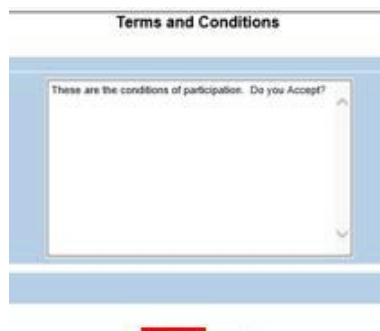 Terms and Conditions
These are the conditions of participation.  Do you Accept?